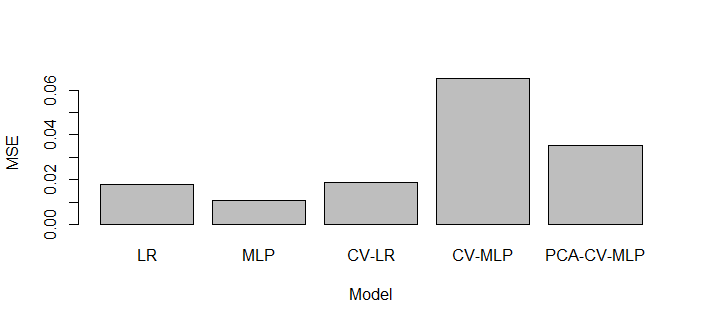 MSE
0.06
0.04
0.02
0.00
LR MLP CV-LR CV-MLP PCA-CV-MLP
Model